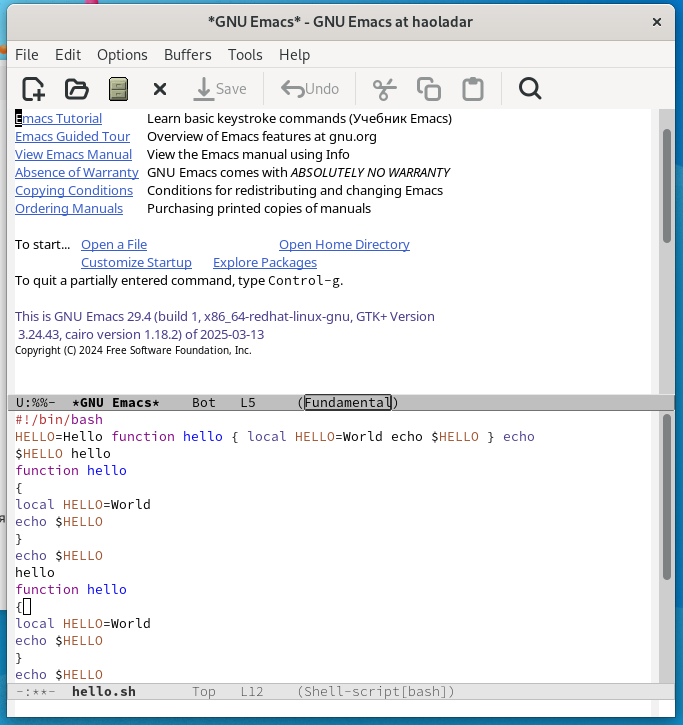 *GNU Emacs* - GNU Emacs at haoladar
File Edit Options Buffers Tools Help
Save Undo
Emacs Tutorial Learn basic keystroke commands (Учебник Emacs)
Emacs Guided Tour Overview of Emacs features at gnu.org
View Emacs Manual View the Emacs manual using Info
Absence of Warranty GNU Emacs comes with ABSOLUTELY NO WARRANTY
Copying Conditions Conditions for redistributing and changing Emacs
Ordering Manuals Purchasing printed copies of manuals
To start... Open a File Open Home Directory
Customize Startup Explore Packages
To quit a partially entered command, type Control-g.
This is GNU Emacs 29.4 (build 1, x86_64-redhat-linux-gnu, GTK+ Version
3.24.43, cairo version 1.18.2) of 2025-03-13
Copyright (C) 2024 Free Software Foundation, Inc.
U:%%- *GNU Emacs* Bot L5 (Fundamental)
#!/bin/bash
HELLO=Hello function hello { local HELLO=World echo $HELLO } echo
$HELLO hello
function hello
{
local HELLO=World
echo $HELLO
}
echo $HELLO
hello
function hello
{
local HELLO=World
echo $HELLO
}
echo $HELLO
-:**- hello.sh Top L12 (Shell-script[bash])